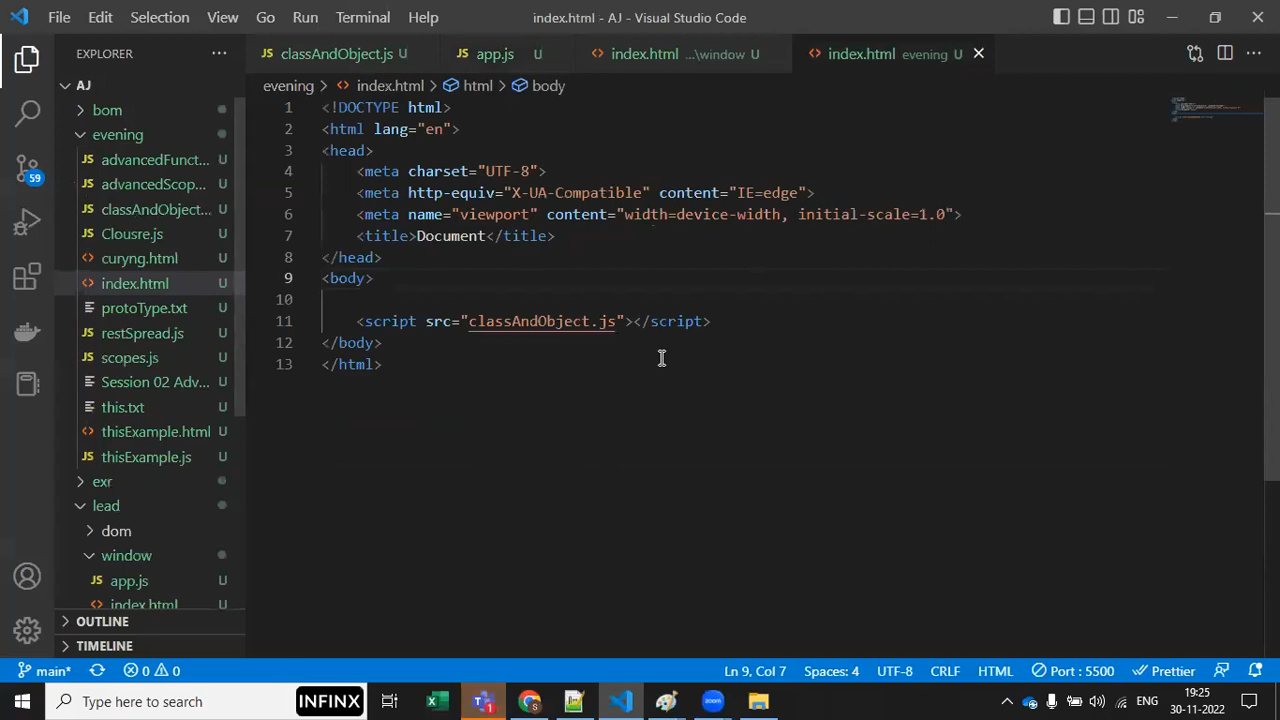 File Edit Selection View Go Run Terminal Help index.html - AJ - Visual Studio Code
EXPLORER
classAndObject.js U app.js U index.html ...\window U index.html evening U
evening > index.html > html > body
AJ
bom
evening
advancedFunct... U
advancedScop... U
classAndObject... U
Clousre.js U
curyng.html U
index.html U
protoType.txt U
restSpread.js U
scopes.js U
Session 02 Adv... U
this.txt U
thisExample.html U
thisExample.js U
exr
lead
dom
window
app.js U
index.html U
OUTLINE
TIMELINE
59
1 <!DOCTYPE html>
2 <html lang="en">
3 <head>
4 <meta charset="UTF-8">
5 <meta http-equiv="X-UA-Compatible" content="IE=edge">
6 <meta name="viewport" content="width=device-width, initial-scale=1.0">
7 <title>Document</title>
8 </head>
9 <body>
10
11 <script src="classAndObject.js"></script>
12 </body>
13 </html>
main* 0 0 Ln 9, Col 7 Spaces: 4 UTF-8 CRLF HTML Port : 5500 Prettier
Type here to search INFINX 1 zoom ENG 19:25
30-11-2022